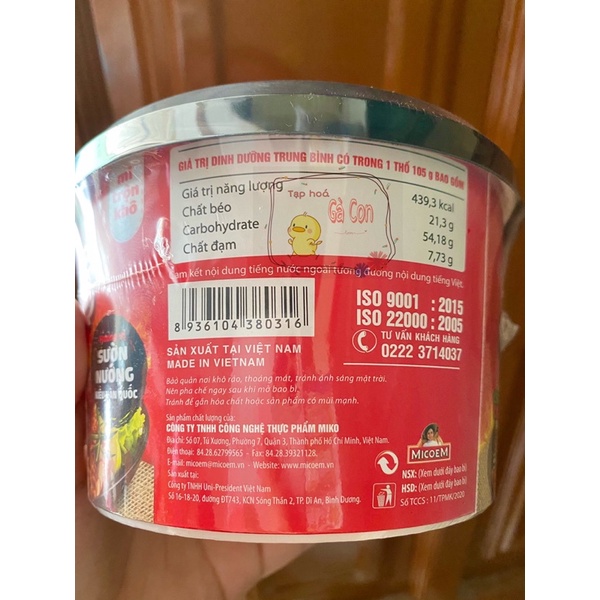 GIÁ TRỊ DINH DƯỠNG TRUNG BÌNH CÓ TRONG 1 THỐ 105 g BAO GỒM
Giá trị năng lượng 439,3 kcal
Chất béo 21,3 g
Carbohydrate 54,18 g
Chất đạm 7,73 g
Tạp hoá
Gà Con
mì
trộn
khô
am kết nội dung tiếng nước ngoài tương đương nội dung tiếng Việt.
8 936104 380316
ISO 9001 : 2015
ISO 22000 : 2005
TƯ VẤN KHÁCH HÀNG
0222 3714037
SƯỜN
NƯỚNG
QUỐC
SẢN XUẤT TẠI VIỆT NAM
MADE IN VIETNAM
Bảo quản nơi khô ráo, thoáng mát, tránh ánh sáng mặt trời.
Nên pha chế ngay sau khi mở bao bì.
Tránh để gần hóa chất hoặc sản phẩm có mùi mạnh.
Sản phẩm chất lượng của:
CÔNG TY TNHH CÔNG NGHỆ THỰC PHẨM MIKO
Địa chỉ: Số 07, Tú Xương, Phường 7, Quận 3, Thành phố Hồ Chí Minh, Việt Nam.
Điện thoại: 84.28.62799565 - Fax: 84.28.39321128.
E-mail: micoem@micoem.vn - Website: www.micoem.vn.
Sản xuất tại:
Công ty TNHH Uni-President Việt Nam
Số 16-18-20, đường ĐT743, KCN Sóng Thần 2, TP. Dĩ An, Bình Dương.
MICOEM
NSX: (Xem dưới đáy bao bì)
HSD: (Xem dưới đáy bao bì)
Số TCCS : 11/TPMK/2020